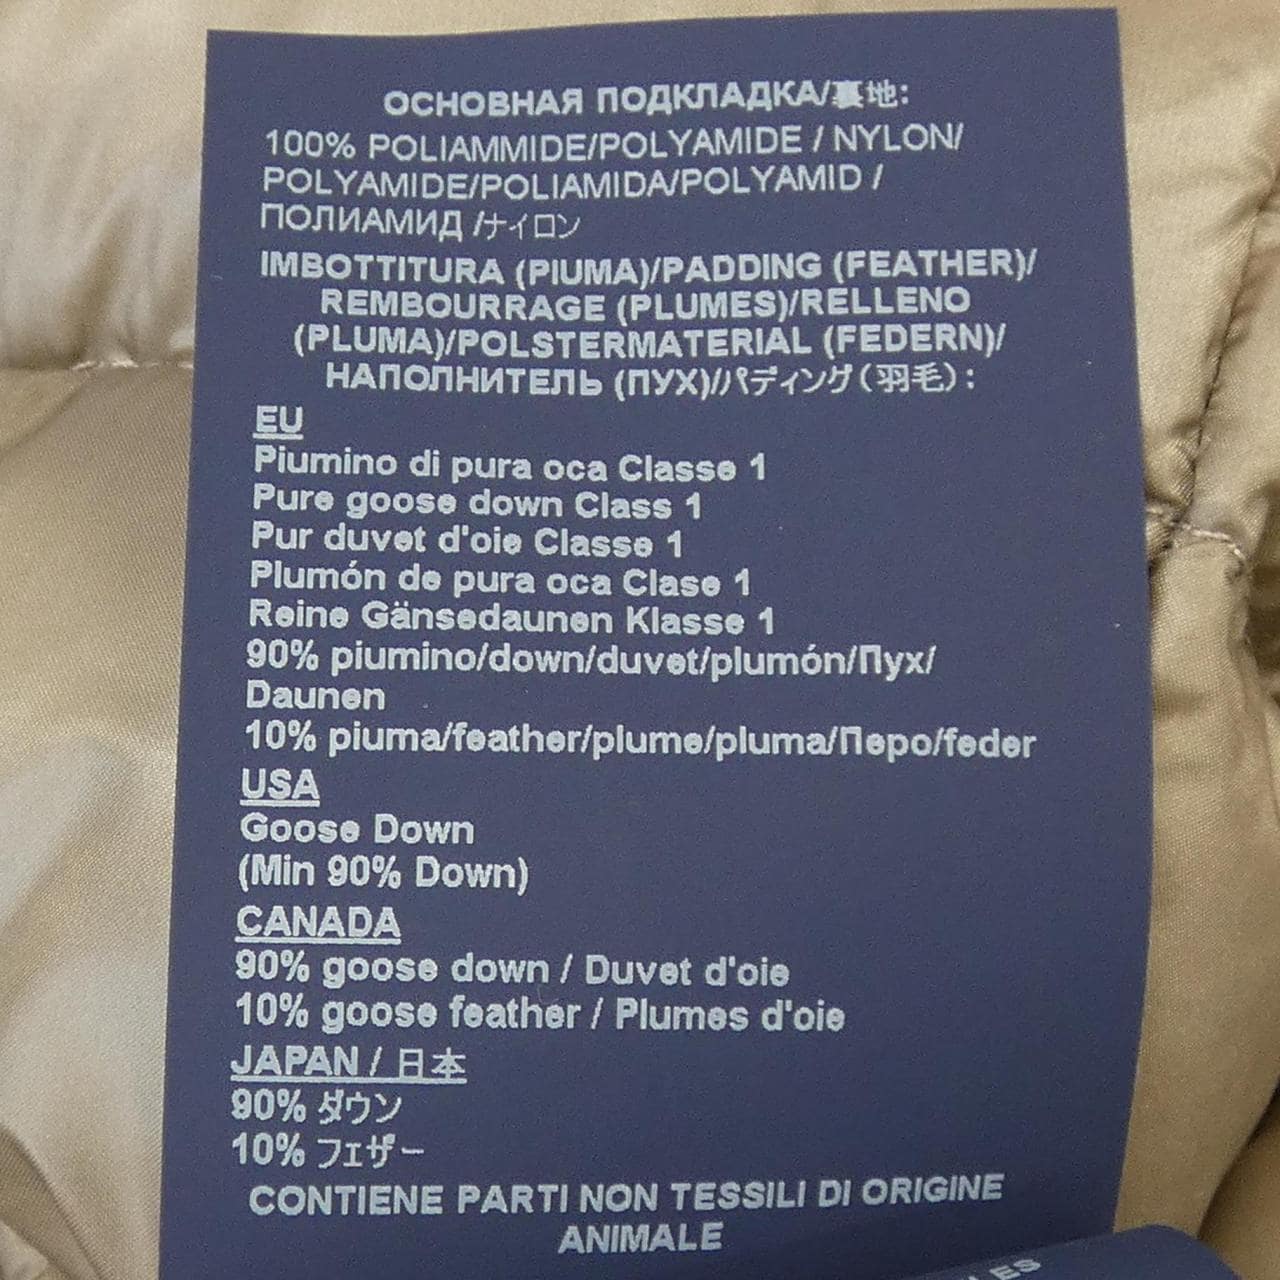 ОСНОВНАЯ ПОДКЛАДКА/裏地:
100% POLIAMMIDE/POLYAMIDE / NYLON/
POLYAMIDE/POLIAMIDA/POLYAMID /
ПОЛИАМИД /ナイロン
IMBOTTITURA (PIUMA)/PADDING (FEATHER)/
REMBOURRAGE (PLUMES)/RELLENO
(PLUMA)/POLSTERMATERIAL (FEDERN)/
НАПОЛНИТЕЛЬ (ПУХ)/パディング(羽毛):
EU
Piumino di pura oca Classe 1
Pure goose down Class 1
Pur duvet d'oie Classe 1
Plumón de pura oca Clase 1
Reine Gänsedaunen Klasse 1
90% piumino/down/duvet/plumón/Пух/
Daunen
10% piuma/feather/plume/pluma/Перо/feder
USA
Goose Down
(Min 90% Down)
CANADA
90% goose down / Duvet d'oie
10% goose feather / Plumes d'oie
JAPAN / 日本
90% ダウン
10% フェザー
CONTIENE PARTI NON TESSILI DI ORIGINE
ANIMALE